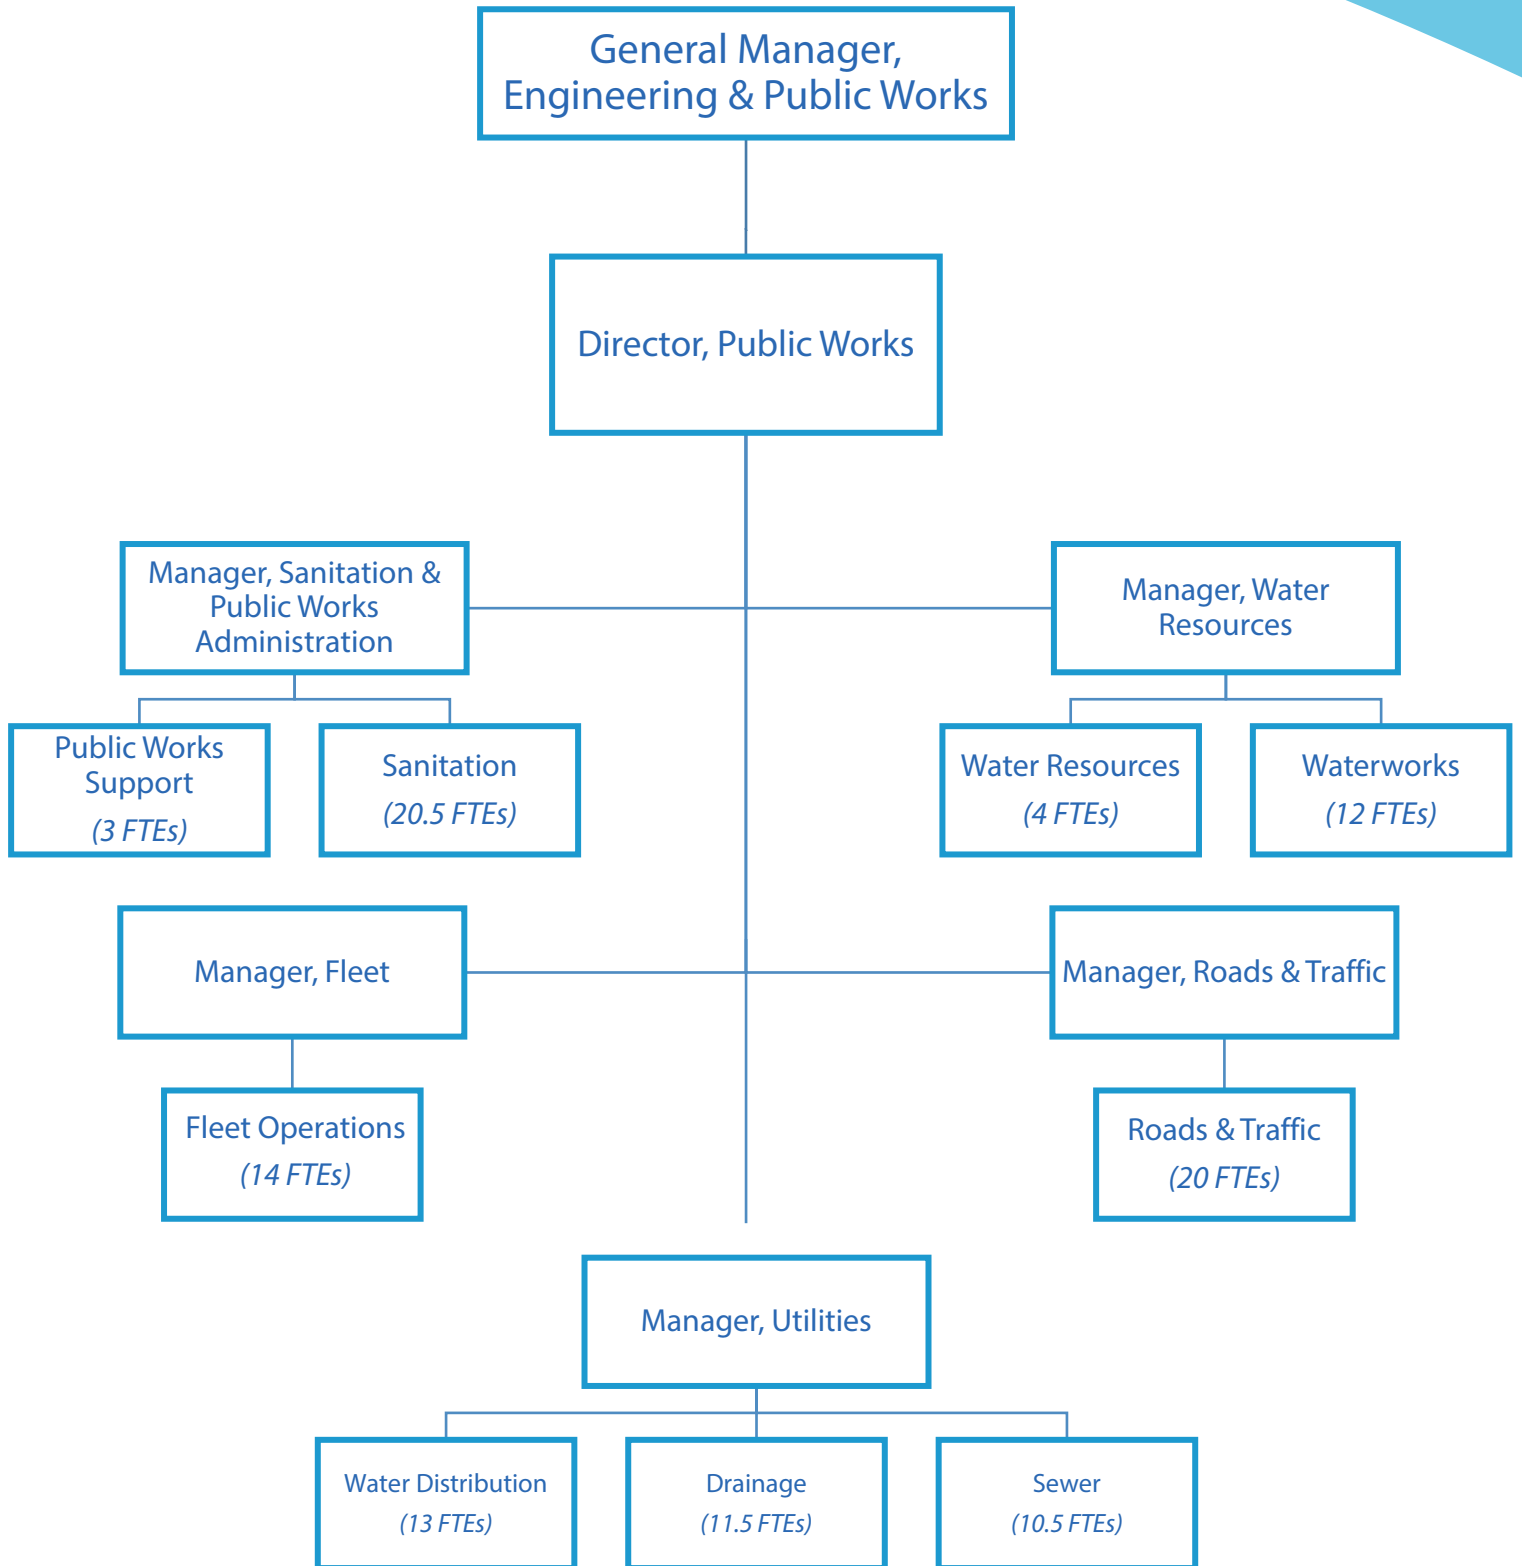 General Manager,
Engineering & Public Works
Director, Public Works
Manager, Sanitation &
Public Works
Administration
Manager, Water
Resources
Public Works
Support
(3 FTEs)
Sanitation
(20.5 FTEs)
Water Resources
(4 FTEs)
Waterworks
(12 FTEs)
Manager, Fleet
Manager, Roads & Traffic
Fleet Operations
(14 FTEs)
Roads & Traffic
(20 FTEs)
Manager, Utilities
Water Distribution
(13 FTEs)
Drainage
(11.5 FTEs)
Sewer
(10.5 FTEs)